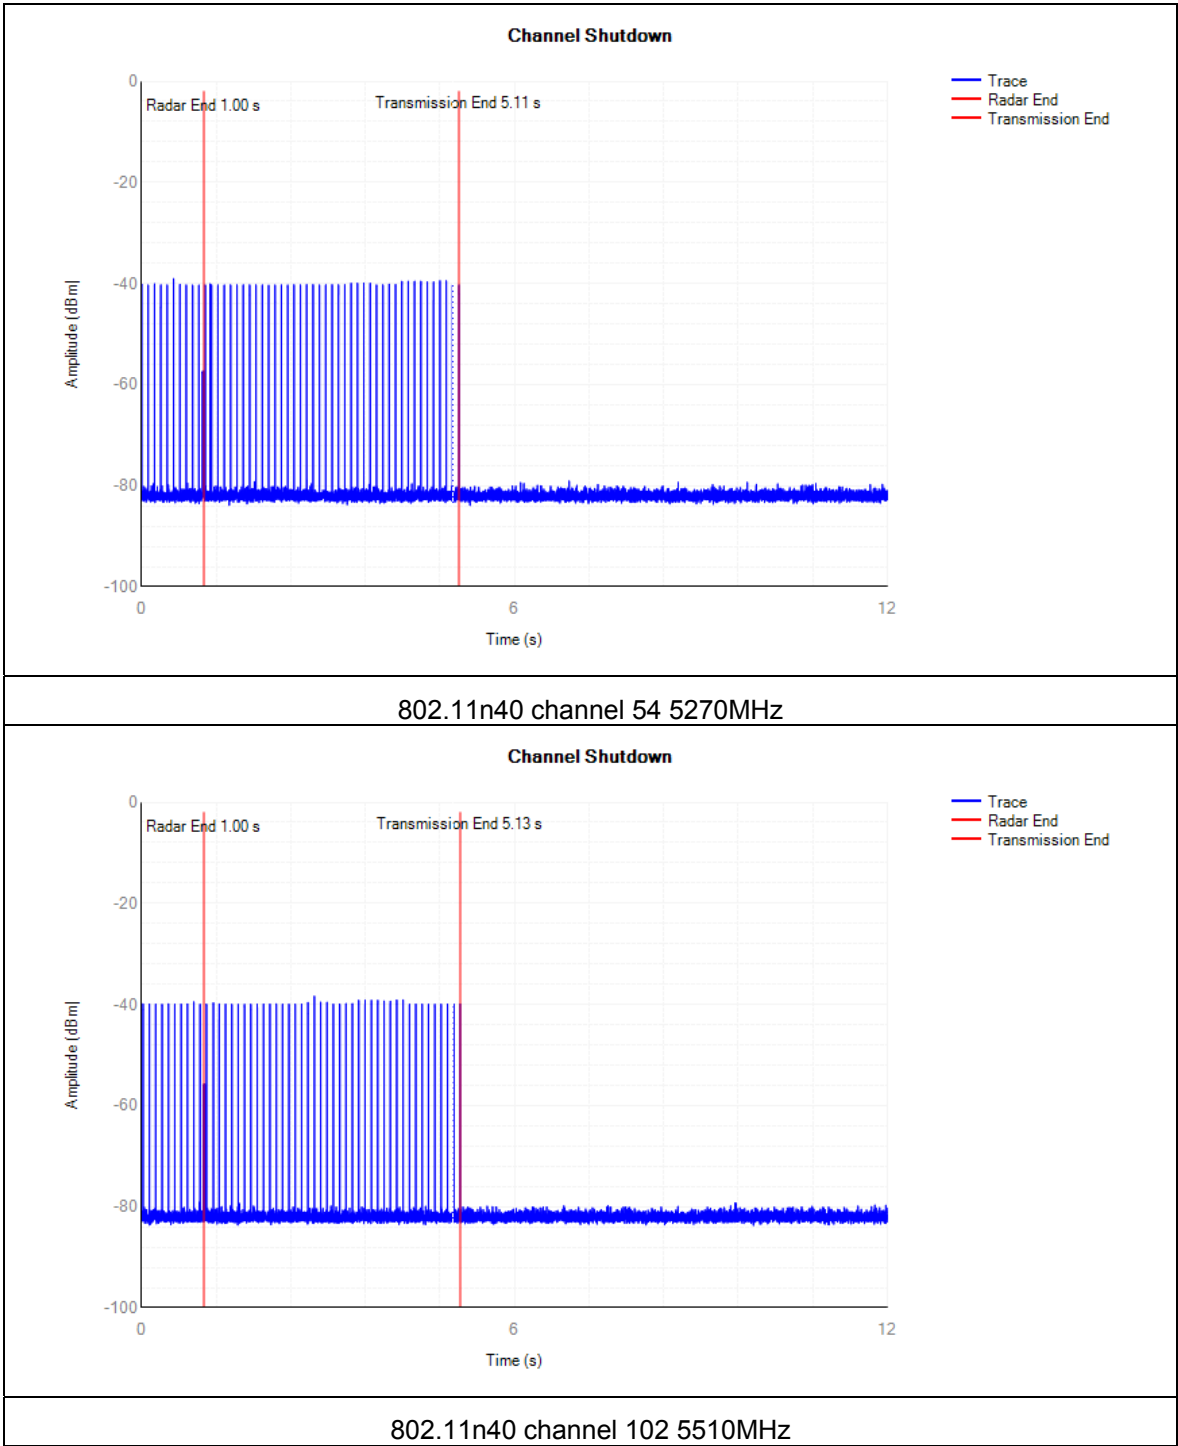 Channel Shutdown
Trace
Radar End
Transmission End
Radar End 1.00 s
Transmission End 5.11 s
0
-20
-40
-60
-80
-100
Amplitude (dBm)
0 6 12
Time (s)
802.11n40 channel 54 5270MHz
Channel Shutdown
Trace
Radar End
Transmission End
Radar End 1.00 s
Transmission End 5.13 s
0
-20
-40
-60
-80
-100
Amplitude (dBm)
0 6 12
Time (s)
802.11n40 channel 102 5510MHz